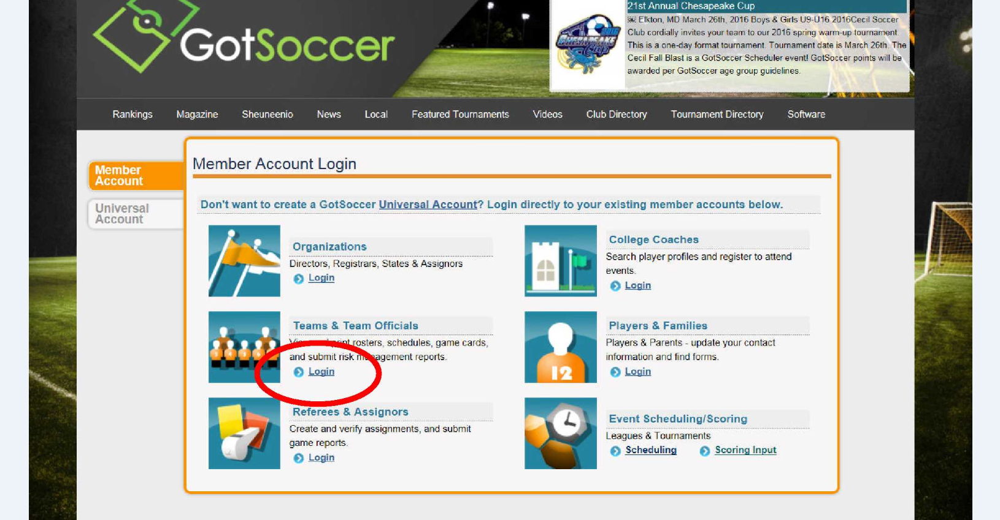 GotSoccer
21st Annual Chesapeake Cup
Elkton, MD March 26th, 2016 Boys & Girls U9-U16 2016Cecil Soccer
Club cordially invites your team to our 2016 spring warm-up tournament.
This is a one-day format tournament. Tournament date is March 26th. The
Cecil Fall Blast is a GotSoccer Scheduler event! GotSoccer points will be
awarded per GotSoccer age group guidelines.
2016
CHESAPEAKE
CUP
Rankings Magazine Sheuneenio News Local Featured Tournaments Videos Club Directory Tournament Directory Software
Member
Account
Universal
Account
Member Account Login
Don't want to create a GotSoccer Universal Account? Login directly to your existing member accounts below.
Organizations
Directors, Registrars, States & Assignors
Login
College Coaches
Search player profiles and register to attend
events.
Login
Teams & Team Officials
rosters, schedules, game cards,
and submit risk management reports.
Login
Players & Families
Players & Parents - update your contact
information and find forms.
Login
12
Referees & Assignors
Create and verify assignments, and submit
game reports.
Login
Event Scheduling/Scoring
Leagues & Tournaments
Scheduling Scoring Input